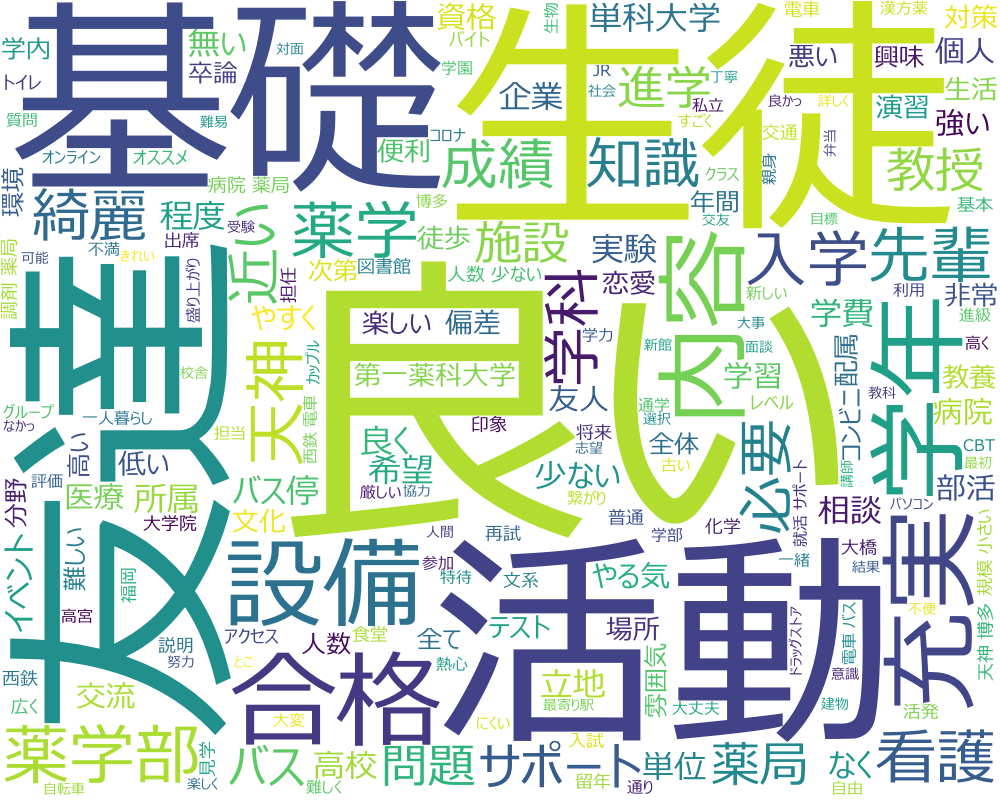 基礎
生徒
資格
バイト
生物
単科大学
電車
漢方薬
対策
学内
無い
対面
学園
企業
JR
社会
進学
丁寧
悪い
興味
個人
トイレ
卒論
私立
良かっ
詳しく
生活
質問
難易
コロナ
すごく
交通
弁当
演習
強い
オンライン
オススメ
便利
成績
知識
クラス
親身
教授
環境
綺麗
病院 薬局
博多
年間
交友
目標
基本
程度
受験
薬学
徒歩
施設
実験
入学
先輩
調剤 薬局
可能
不満
きれい
出席
盛り上がり
近い
担任
次第
図書館
人数 少ない
恋愛
内容
新しい
利用
非常
進級
友達
やすく
楽しい
偏差
学科
学力
大事
学費
高く
良い
新館
面談
コンビニ
配属
学年
校舎
天神
カップル
第一薬科大学
学習
教科
教養
グループ
なかっ
一人暮らし
西鉄 電車
友人
通学
選択
レベル
病院
担当
印象
将来
志望
全体
古い
必要
講師
CBT
最初
高い
低い
良く
希望
少ない
部活
分野
評価
医療
所属
バス停
厳しい
協力
繋がり
就活 サポート
相談
パソコン
大学院
文化
人間
再試
普通
化学
学部
充実
規模 小さい
イベント
難しい
福岡
設備
活動
参加
特待
文系
やる気
一緒
大橋
結果
電車 バス
不便
天神 博多
高宮
説明
努力
アクセス
人数
食堂
全て
熱心
テスト
場所
ドラッグストア
意識
西鉄
広く
交流
とこ
大変
合格
にくい
立地
最寄り駅
雰囲気
大丈夫
建物
活発
薬学部
見学
楽しく
バス
高校
難しく
問題
サポート
入試
留年
単位
通り
薬局
なく
自由
看護
自転車